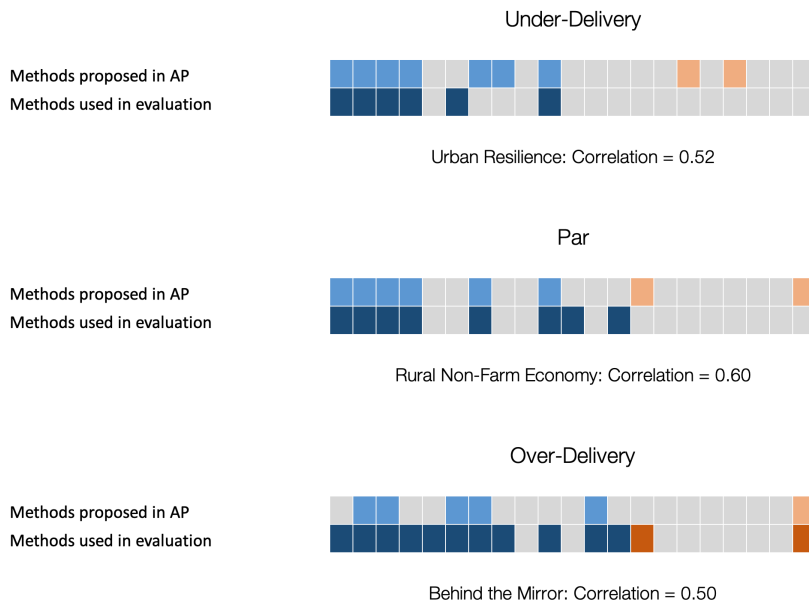 Under-Delivery
Methods proposed in AP
Methods used in evaluation
Urban Resilience: Correlation = 0.52
Par
Methods proposed in AP
Methods used in evaluation
Rural Non-Farm Economy: Correlation = 0.60
Over-Delivery
Methods proposed in AP
Methods used in evaluation
Behind the Mirror: Correlation = 0.50